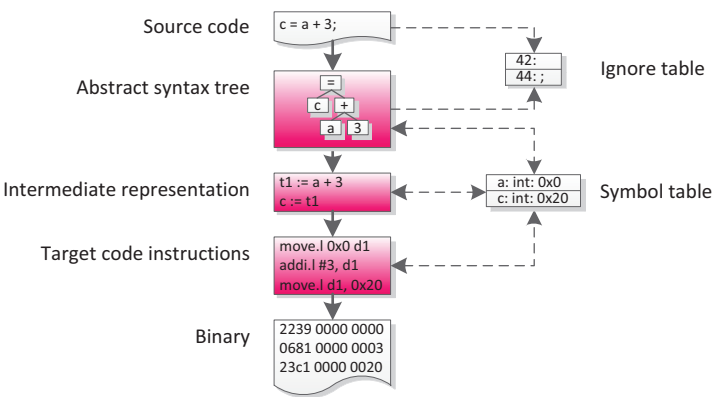 Source code
c = a + 3;
42:
44: ;
Ignore table
Abstract syntax tree
=
c +
a 3
Intermediate representation
t1 := a + 3
c := t1
a: int: 0x0
c: int: 0x20
Symbol table
Target code instructions
move.l 0x0 d1
addi.l #3, d1
move.l d1, 0x20
Binary
2239 0000 0000
0681 0000 0003
23c1 0000 0020